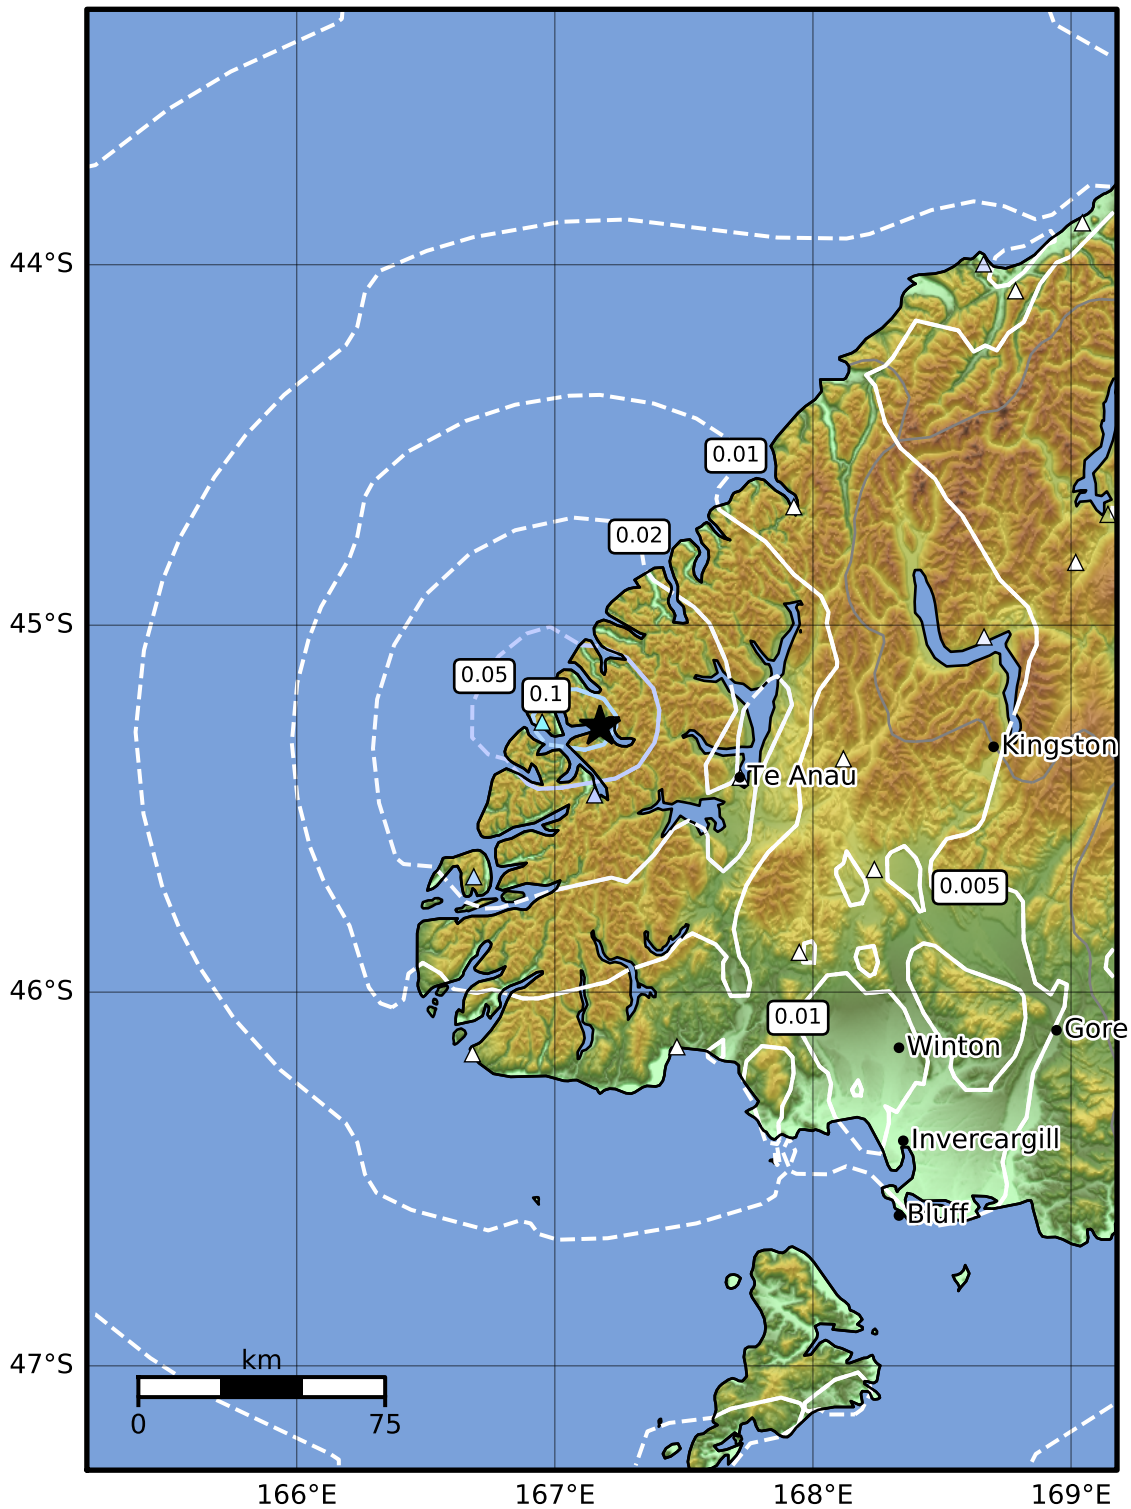 44°S
0.01
0.02
45°S
0.05
0.1
Kingston
Te Anau
0.005
46°S
0.01
Gore
Winton
Invercargill
Bluff
47°S
km
0 75
166°E 167°E 168°E 169°E